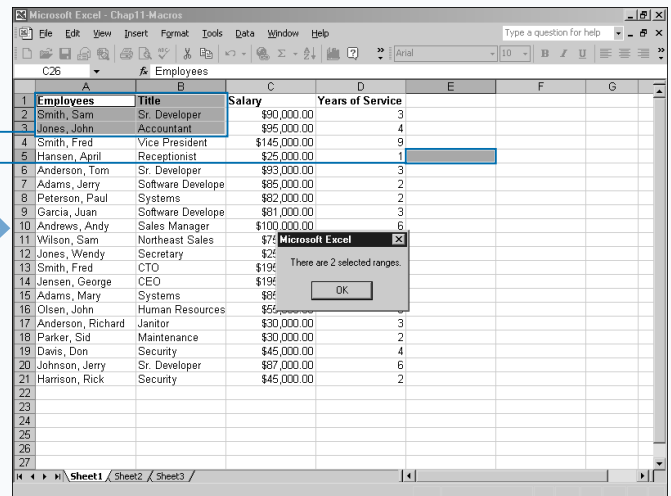 Microsoft Excel - Chap11-Macros
File Edit View Insert Format Tools Data Window Help Type a question for help
Arial 10 B I U
C26 fx Employees
A B C D E F G
1 Employees Title Salary Years of Service
2 Smith, Sam Sr. Developer $90,000.00 3
3 Jones, John Accountant $95,000.00 4
4 Smith, Fred Vice President $145,000.00 9
5 Hansen, April Receptionist $25,000.00 1
6 Anderson, Tom Sr. Developer $93,000.00 3
7 Adams, Jerry Software Develope $85,000.00 2
8 Peterson, Paul Systems $82,000.00 2
9 Garcia, Juan Software Develope $81,000.00 3
10 Andrews, Andy Sales Manager $100,000.00 6
11 Wilson, Sam Northeast Sales
12 Jones, Wendy Secretary
13 Smith, Fred CTO
14 Jensen, George CEO
15 Adams, Mary Systems
16 Olsen, John Human Resources
17 Anderson, Richard Janitor $30,000.00 3
18 Parker, Sid Maintenance $30,000.00 2
19 Davis, Don Security $45,000.00 4
20 Johnson, Jerry Sr. Developer $87,000.00 6
21 Harrison, Rick Security $45,000.00 2
22
23
24
25
26
27
Microsoft Excel
There are 2 selected ranges.
OK
Sheet1 Sheet2 Sheet3